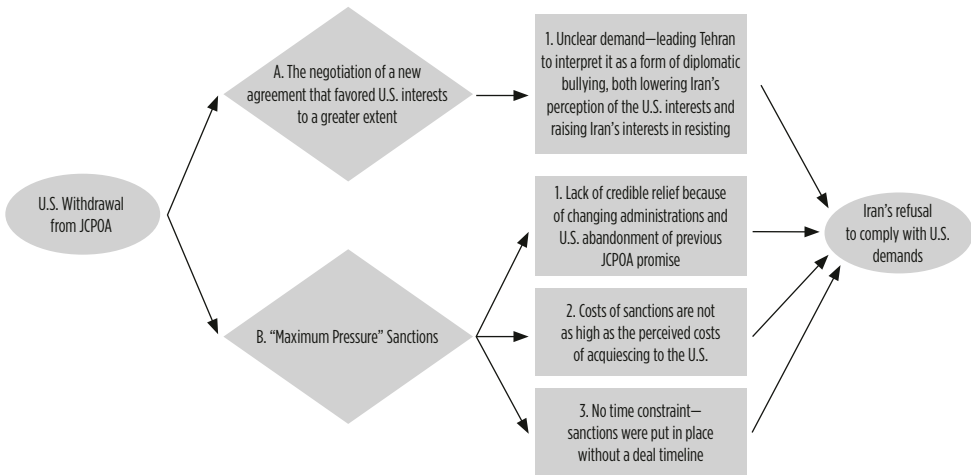 U.S. Withdrawal
from JCPOA
A. The negotiation of a new
agreement that favored U.S. interests
to a greater extent
1. Unclear demand—leading Tehran
to interpret it as a form of diplomatic
bullying, both lowering Iran’s
perception of the U.S. interests and
raising Iran’s interests in resisting
B. “Maximum Pressure” Sanctions
1. Lack of credible relief because
of changing administrations and
U.S. abandonment of previous
JCPOA promise
2. Costs of sanctions are not
as high as the perceived costs
of acquiescing to the U.S.
3. No time constraint—
sanctions were put in place
without a deal timeline
Iran’s refusal
to comply with U.S.
demands